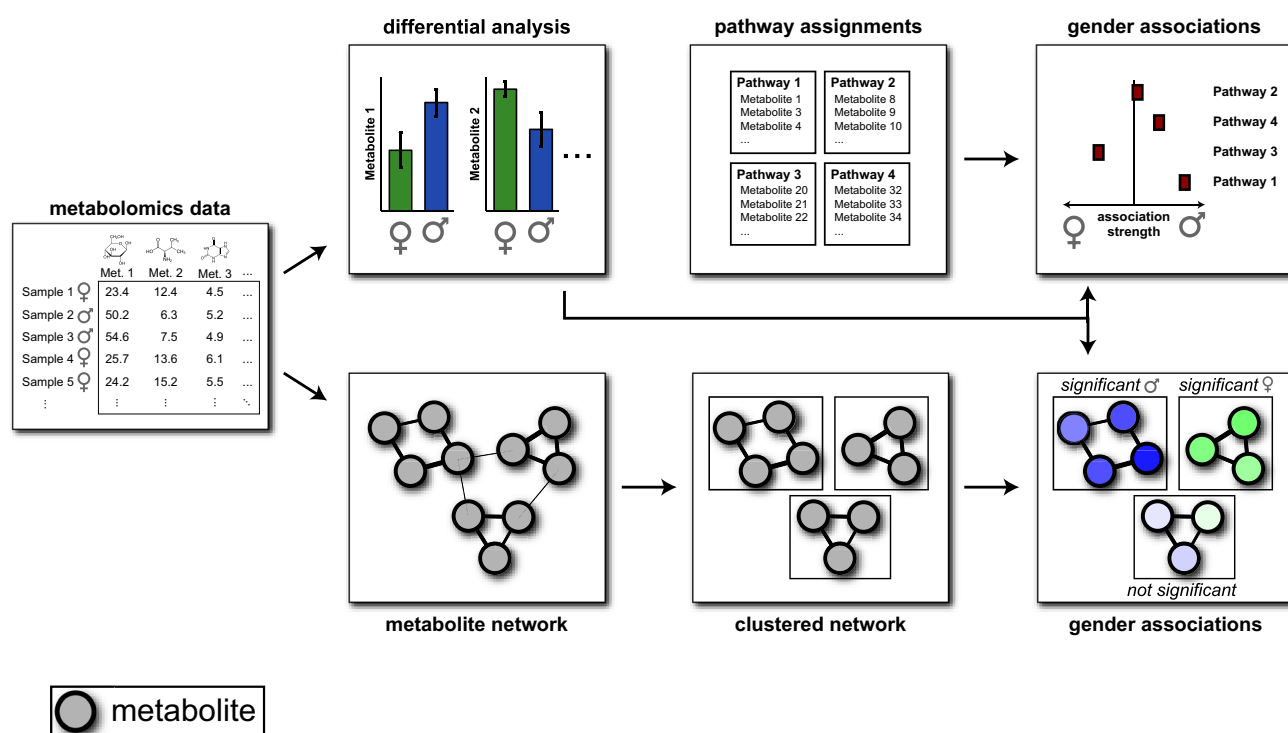 differential analysis
pathway assignments
gender associations
Metabolite 1
Metabolite 2
...
♀ ♂ ♀ ♂
Pathway 1
Metabolite 1
Metabolite 3
Metabolite 4
...
Pathway 2
Metabolite 8
Metabolite 9
Metabolite 10
...
Pathway 3
Metabolite 20
Metabolite 21
Metabolite 22
...
Pathway 4
Metabolite 32
Metabolite 33
Metabolite 34
...
Pathway 2
Pathway 4
Pathway 3
Pathway 1
♀ association ♂
strength
metabolomics data
Met. 1 Met. 2 Met. 3 ...
Sample 1 ♀ 23.4 12.4 4.5 ...
Sample 2 ♂ 50.2 6.3 5.2 ...
Sample 3 ♂ 54.6 7.5 4.9 ...
Sample 4 ♀ 25.7 13.6 6.1 ...
Sample 5 ♀ 24.2 15.2 5.5 ...
⋮ ⋮ ⋮ ⋮ ⋱
significant ♂
significant ♀
not significant
metabolite network
clustered network
gender associations
metabolite